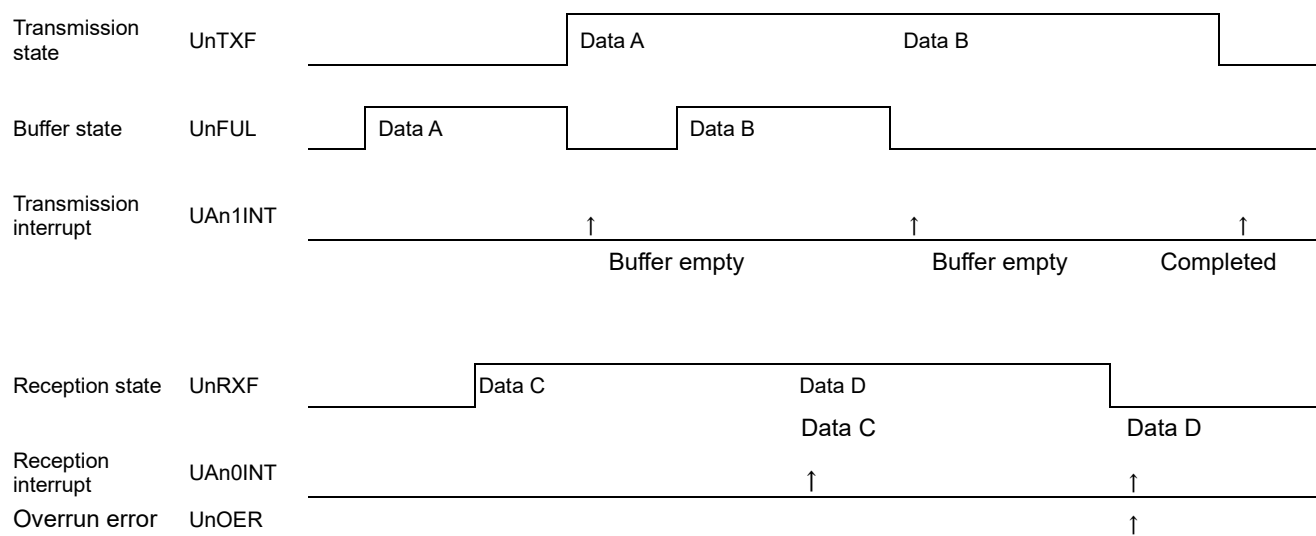 Transmission
state
UnTXF
Data A
Data B
Buffer state
UnFUL
Data A
Data B
Transmission
interrupt
UAn1INT
↑
↑
↑
Buffer empty
Buffer empty
Completed
Reception state
UnRXF
Data C
Data D
Data C
Data D
Reception
interrupt
UAn0INT
↑
↑
Overrun error
UnOER
↑